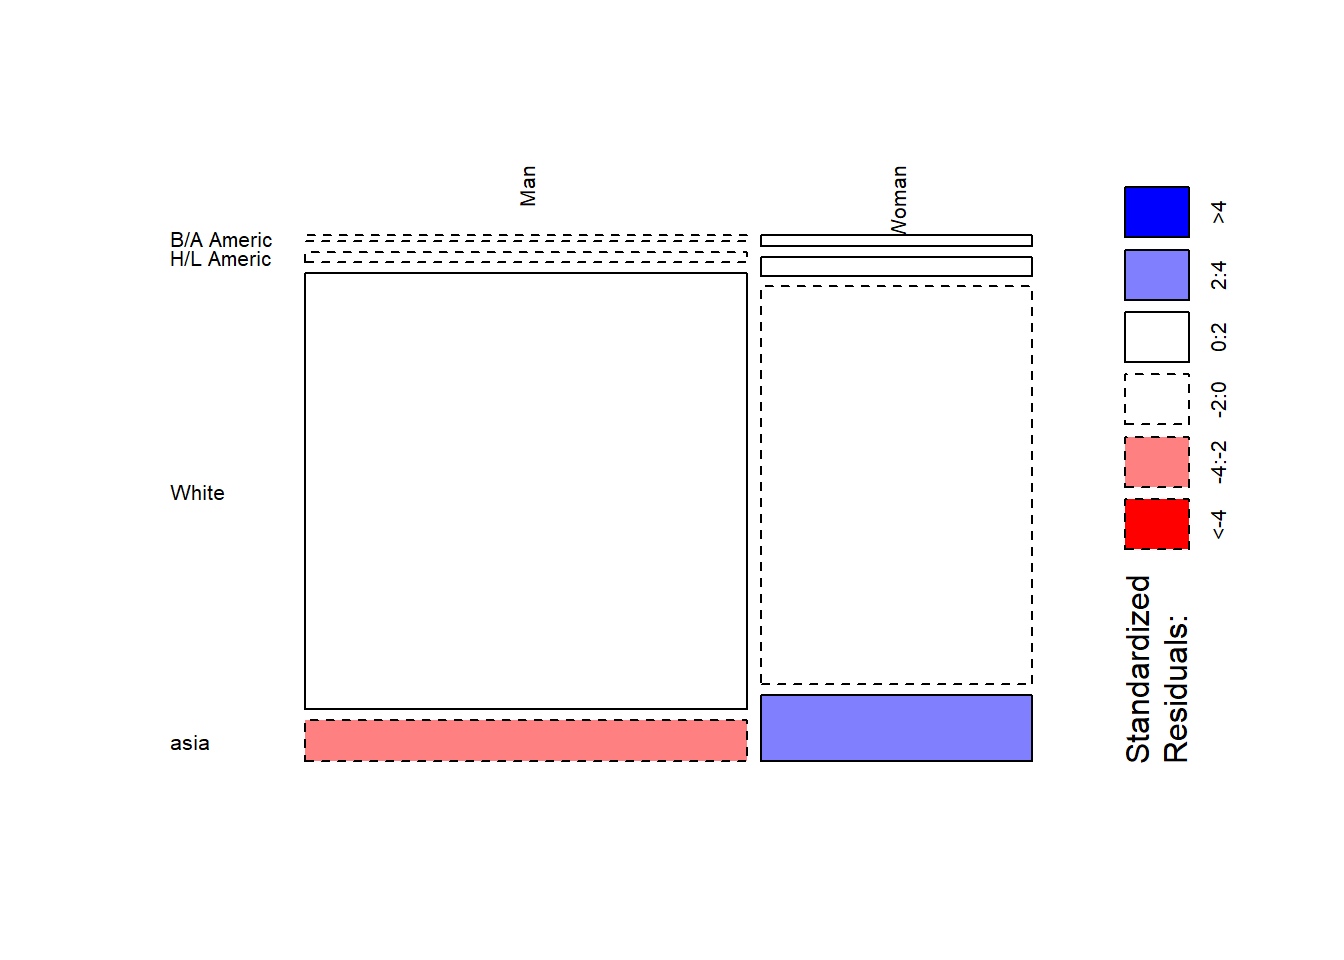 Man
Woman
B/A Americ
H/L Americ
White
asia
>4
2:4
0:2
-2:0
-4:-2
<-4
Standardized
Residuals: